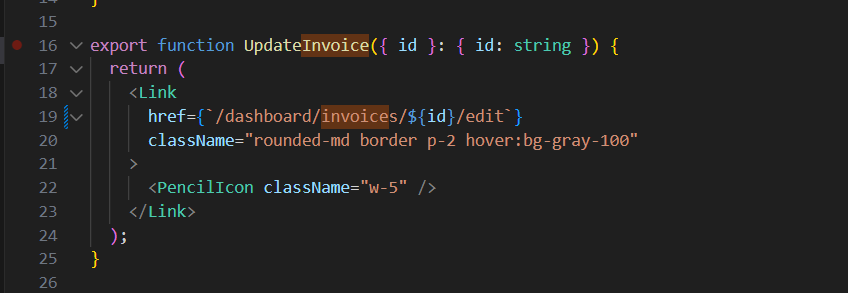 14 }
15
16 export function UpdateInvoice({ id }: { id: string }) {
17 return (
18 <Link
19 href={`/dashboard/invoices/${id}/edit`}
20 className="rounded-md border p-2 hover:bg-gray-100"
21 >
22 <PencilIcon className="w-5" />
23 </Link>
24 );
25 }
26